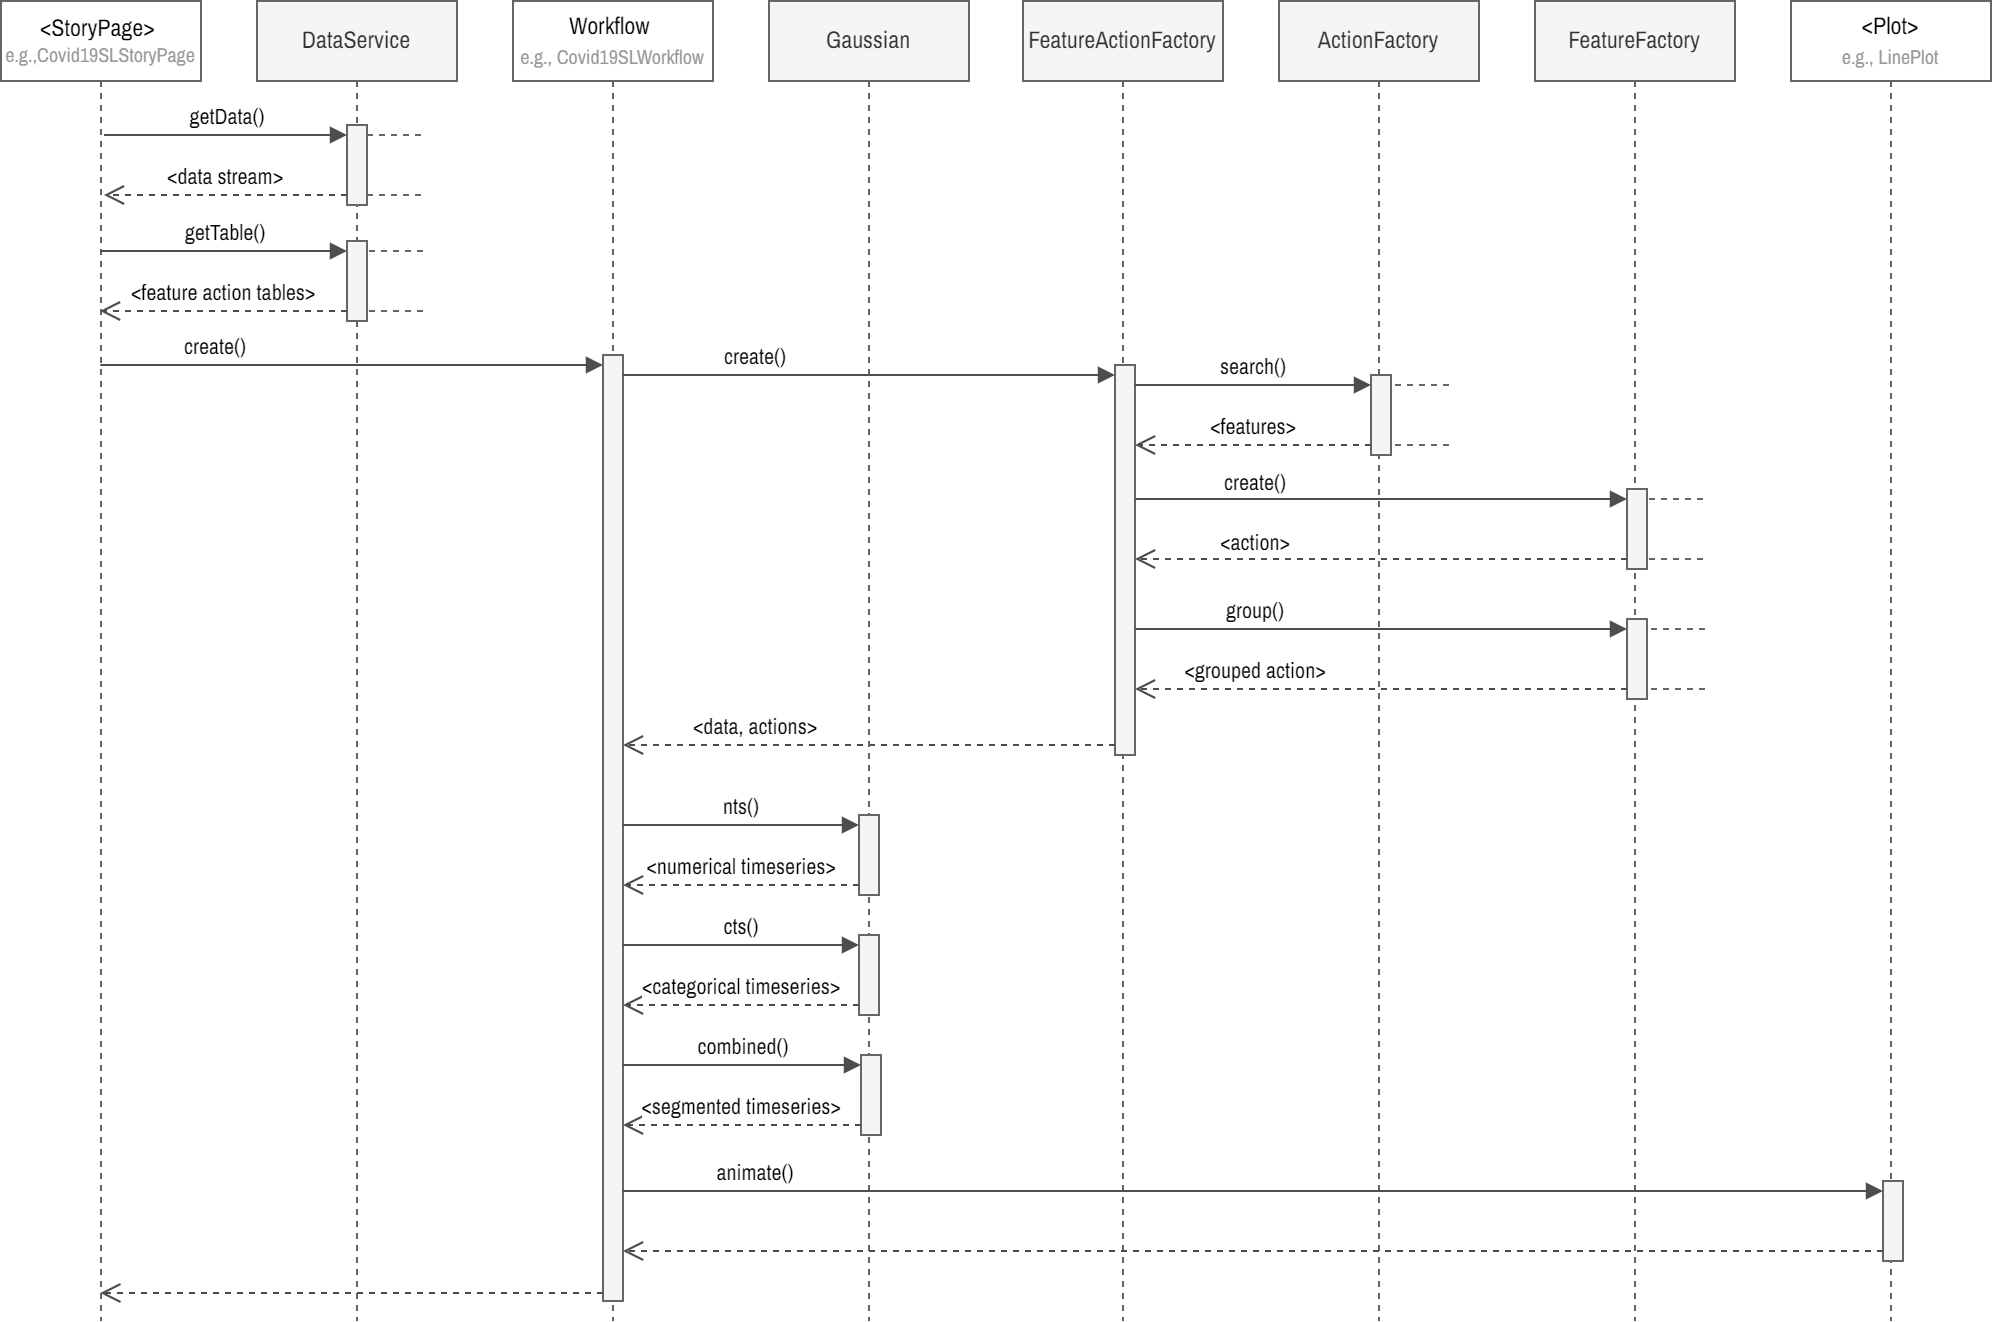 <StoryPage>
e.g.,Covid19SLStoryPage
DataService
Workflow
e.g., Covid19SLWorkflow
Gaussian
FeatureActionFactory
ActionFactory
FeatureFactory
<Plot>
e.g., LinePlot
getData()
<data stream>
getTable()
<feature action tables>
create()
create()
search()
<features>
create()
<action>
group()
<grouped action>
<data, actions>
nts()
<numerical timeseries>
cts()
<categorical timeseries>
combined()
<segmented timeseries>
animate()